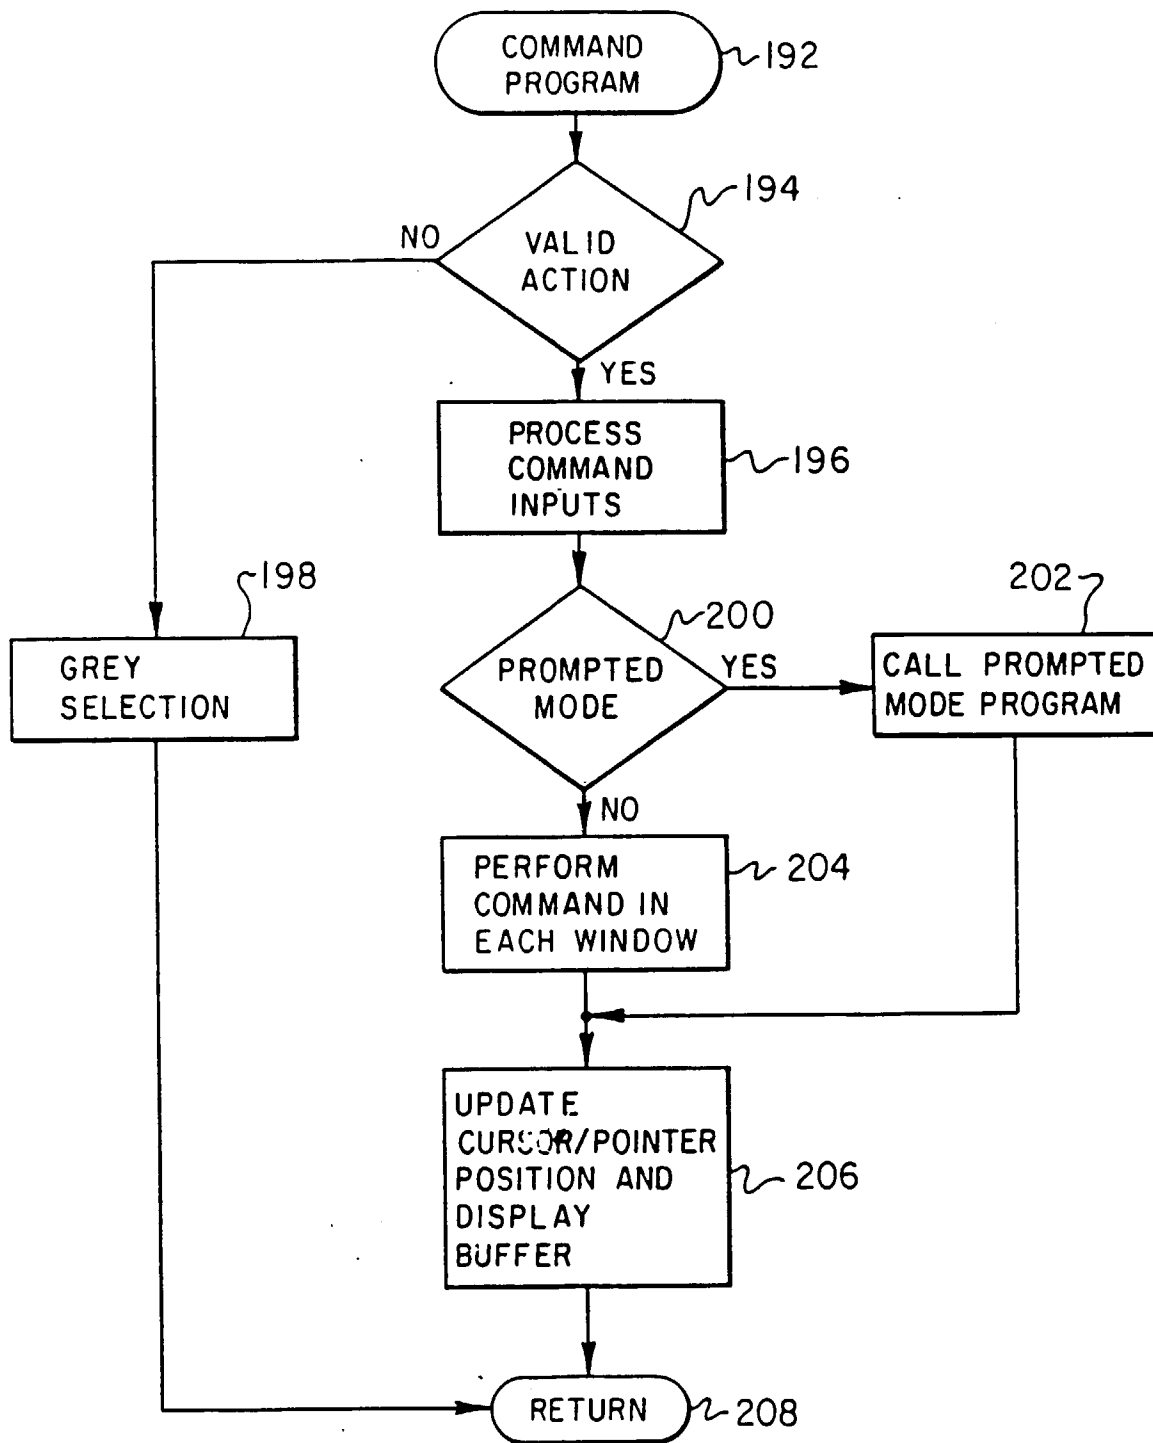 COMMAND
PROGRAM
192
194
NO
VALID
ACTION
YES
PROCESS
COMMAND
INPUTS
196
198
GREY
SELECTION
200
PROMPTED
MODE
YES
202
CALL PROMPTED
MODE PROGRAM
NO
PERFORM
COMMAND IN
EACH WINDOW
204
UPDATE
CURSOR/POINTER
POSITION AND
DISPLAY
BUFFER
206
RETURN
208